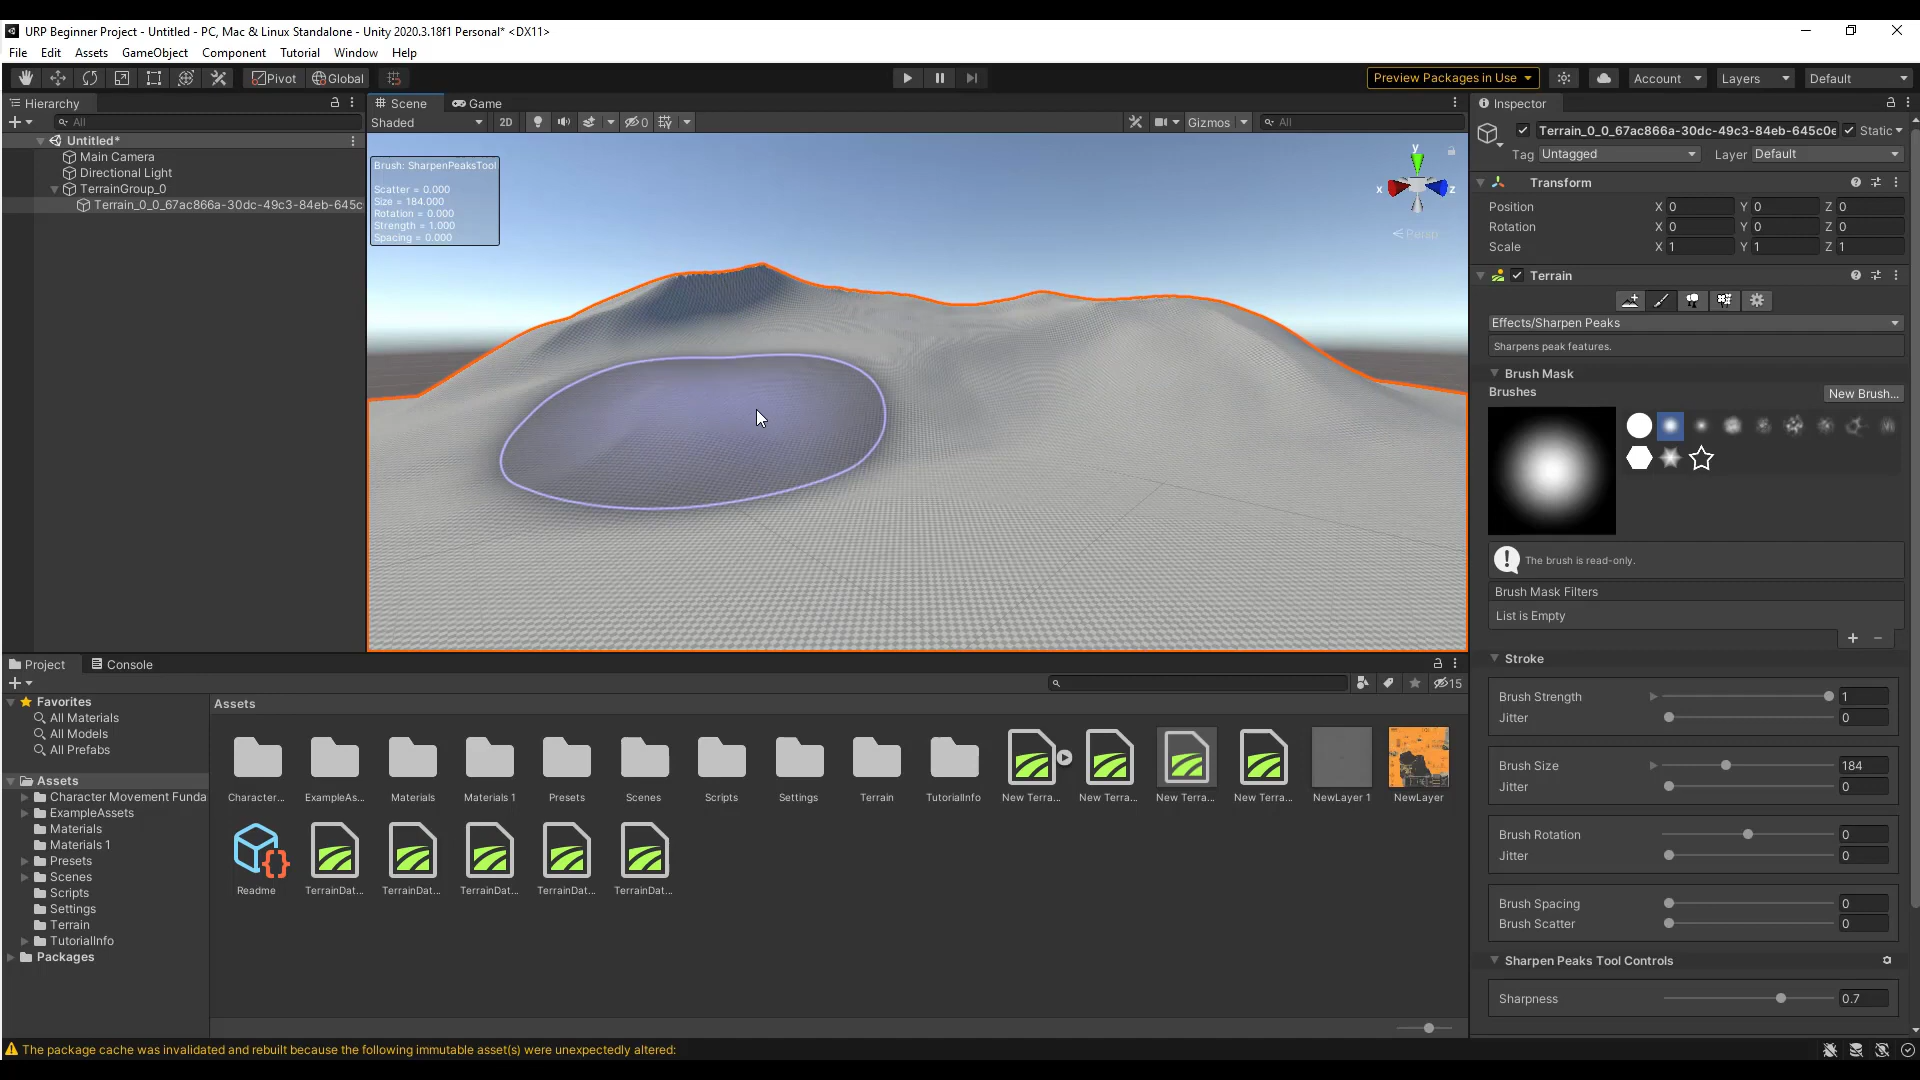 URP Beginner Project - Untitled - PC, Mac & Linux Standalone - Unity 2020.3.18f1 Personal* <DX11>
File Edit Assets GameObject Component Tutorial Window Help
Pivot Global Preview Packages in Use Account Layers Default
Hierarchy
All
Untitled*
Main Camera
Directional Light
TerrainGroup_0
Terrain_0_0_67ac866a-30dc-49c3-84eb-645c
Scene Game
Shaded 2D 0 Gizmos All
Brush: SharpenPeaksTool
Scatter = 0.000
Size = 184.000
Rotation = 0.000
Strength = 1.000
Spacing = 0.000
y
x z
Persp
Inspector
Terrain_0_0_67ac866a-30dc-49c3-84eb-645c0e Static
Tag Untagged Layer Default
Transform
Position X 0 Y 0 Z 0
Rotation X 0 Y 0 Z 0
Scale X 1 Y 1 Z 1
Terrain
Effects/Sharpen Peaks
Sharpens peak features.
Brush Mask
Brushes New Brush...
The brush is read-only.
Brush Mask Filters
List is Empty
Stroke
Brush Strength 1
Jitter 0
Brush Size 184
Jitter 0
Brush Rotation 0
Jitter 0
Brush Spacing 0
Brush Scatter 0
Sharpen Peaks Tool Controls
Sharpness 0.7
Project Console
15
Favorites
All Materials
All Models
All Prefabs
Assets
Character Movement Funda
ExampleAssets
Materials
Materials 1
Presets
Scenes
Scripts
Settings
Terrain
TutorialInfo
Packages
Assets
Character... ExampleAs... Materials Materials 1 Presets Scenes Scripts Settings Terrain TutorialInfo New Terra... New Terra... New Terra... New Terra... NewLayer 1 NewLayer
Readme TerrainDat... TerrainDat... TerrainDat... TerrainDat... TerrainDat...
The package cache was invalidated and rebuilt because the following immutable asset(s) were unexpectedly altered: